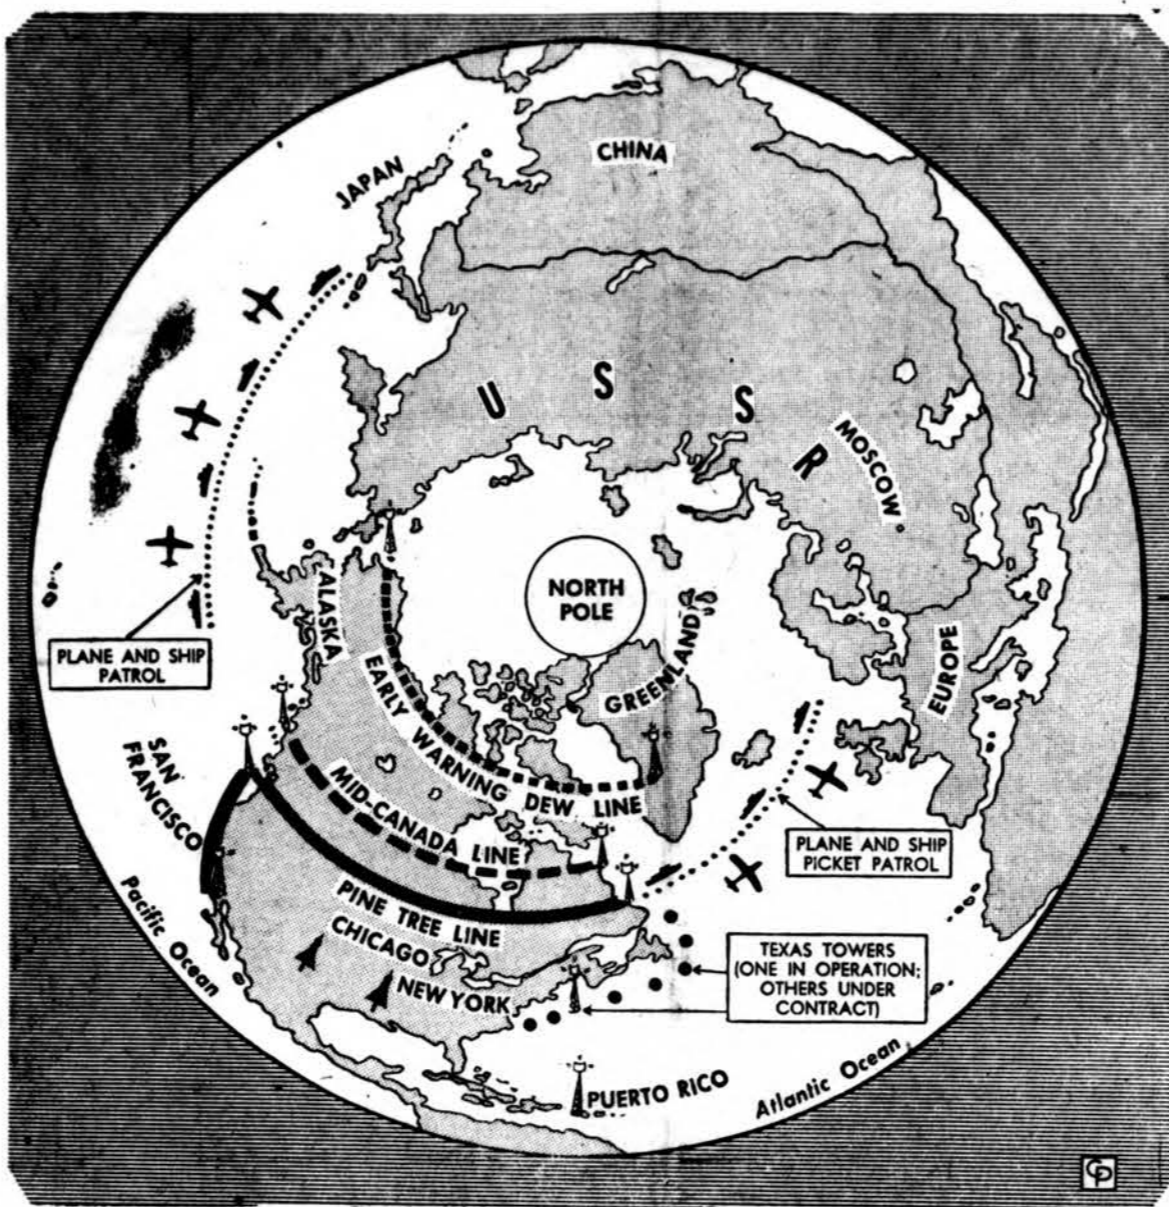 CHINA
JAPAN
U S S R
MOSCOW
NORTH
POLE
ALASKA
GREENLAND
EUROPE
PLANE AND SHIP
PATROL
EARLY WARNING DEW LINE
SAN
FRANCISCO
MID-CANADA LINE
PLANE AND SHIP
PICKET PATROL
PINE TREE LINE
Pacific Ocean
CHICAGO
NEW YORK
TEXAS TOWERS
(ONE IN OPERATION;
OTHERS UNDER
CONTRACT)
PUERTO RICO
Atlantic Ocean
CP